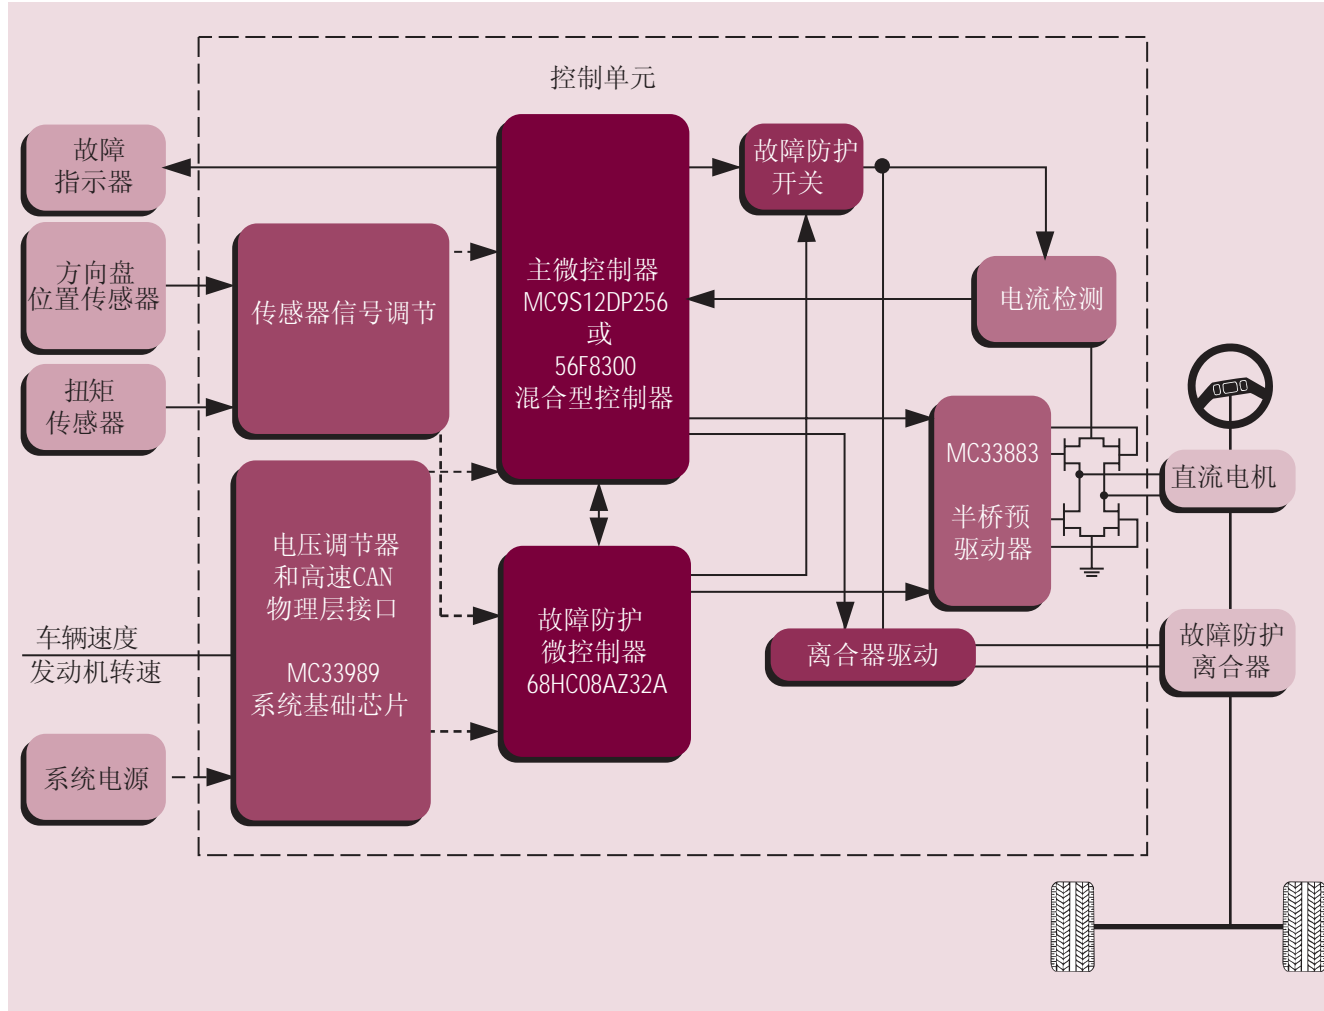 控制单元
故障
指示器
方向盘
位置传感器
扭矩
传感器
传感器信号调节
主微控制器
MC9S12DP256
或
56F8300
混合型控制器
故障防护
开关
电流检测
MC33883
半桥预
驱动器
直流电机
电压调节器
和高速CAN
物理层接口
MC33989
系统基础芯片
车辆速度
发动机转速
系统电源
故障防护
微控制器
68HC08AZ32A
离合器驱动
故障防护
离合器